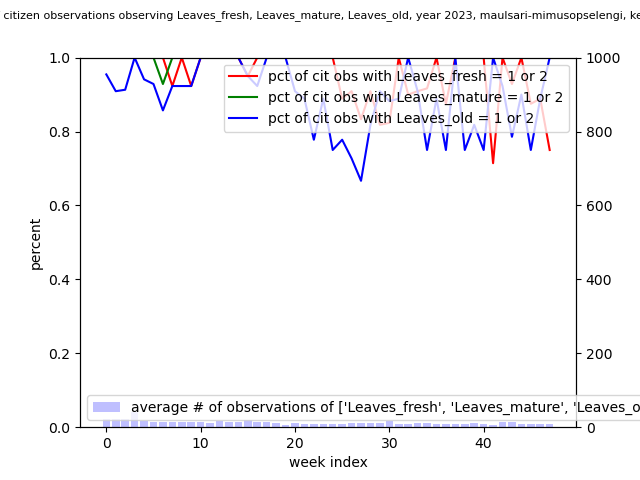 citizen observations observing Leaves_fresh, Leaves_mature, Leaves_old, year 2023, maulsari-mimusopselengi, ke
1.0
0.8
0.6
0.4
0.2
0.0
percent
pct of cit obs with Leaves_fresh = 1 or 2
pct of cit obs with Leaves_mature = 1 or 2
pct of cit obs with Leaves_old = 1 or 2
average # of observations of ['Leaves_fresh', 'Leaves_mature', 'Leaves_o
1000
800
600
400
200
0
0 10 20 30 40
week index